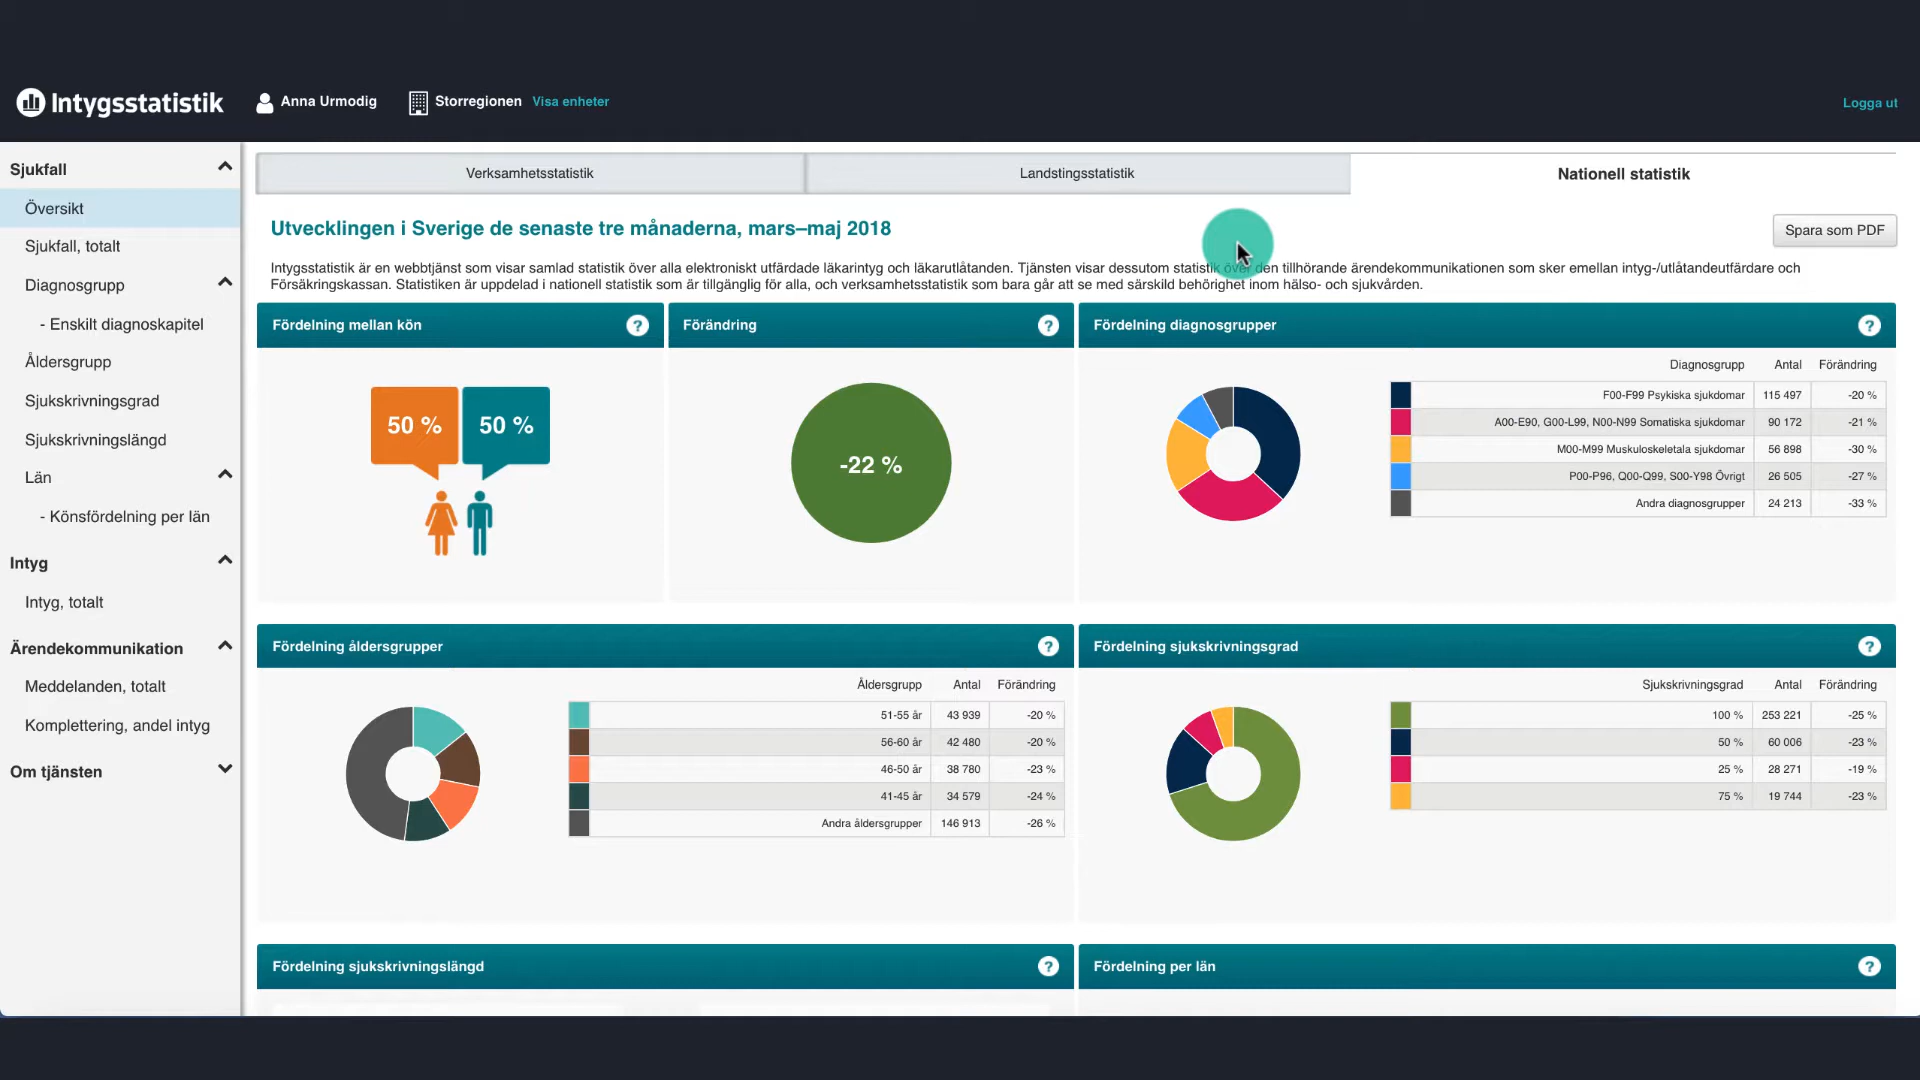 Intygsstatistik
Anna Urmodig
Storregionen Visa enheter
Logga ut
Sjukfall
Översikt
Sjukfall, totalt
Diagnosgrupp
- Enskilt diagnoskapitel
Åldersgrupp
Sjukskrivningsgrad
Sjukskrivningslängd
Län
- Könsfördelning per län
Intyg
Intyg, totalt
Ärendekommunikation
Meddelanden, totalt
Komplettering, andel intyg
Om tjänsten
Verksamhetsstatistik
Landstingsstatistik
Nationell statistik
Utvecklingen i Sverige de senaste tre månaderna, mars–maj 2018
Spara som PDF
Intygsstatistik är en webbtjänst som visar samlad statistik över alla elektroniskt utfärdade läkarintyg och läkarutlåtanden. Tjänsten visar dessutom statistik över den tillhörande ärendekommunikationen som sker emellan intyg-/utlåtandeutfärdare och
Försäkringskassan. Statistiken är uppdelad i nationell statistik som är tillgänglig för alla, och verksamhetsstatistik som bara går att se med särskild behörighet inom hälso- och sjukvården.
Fördelning mellan kön ?
50 % 50 %
Förändring ?
-22 %
Fördelning diagnosgrupper ?
Diagnosgrupp Antal Förändring
F00-F99 Psykiska sjukdomar 115 497 -20 %
A00-E90, G00-L99, N00-N99 Somatiska sjukdomar 90 172 -21 %
M00-M99 Muskuloskeletala sjukdomar 56 898 -30 %
P00-P96, Q00-Q99, S00-Y98 Övrigt 26 505 -27 %
Andra diagnosgrupper 24 213 -33 %
Fördelning åldersgrupper ?
Åldersgrupp Antal Förändring
51-55 år 43 939 -20 %
56-60 år 42 480 -20 %
46-50 år 38 780 -23 %
41-45 år 34 579 -24 %
Andra åldersgrupper 146 913 -26 %
Fördelning sjukskrivningsgrad ?
Sjukskrivningsgrad Antal Förändring
100 % 253 221 -25 %
50 % 60 006 -23 %
25 % 28 271 -19 %
75 % 19 744 -23 %
Fördelning sjukskrivningslängd ?
Fördelning per län ?